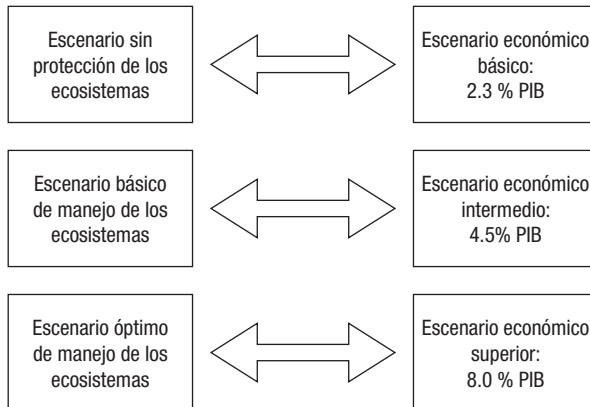 Escenario sin
protección de los
ecosistemas
Escenario económico
básico:
2.3 % PIB
Escenario básico
de manejo de los
ecosistemas
Escenario económico
intermedio:
4.5% PIB
Escenario óptimo
de manejo de los
ecosistemas
Escenario económico
superior:
8.0 % PIB